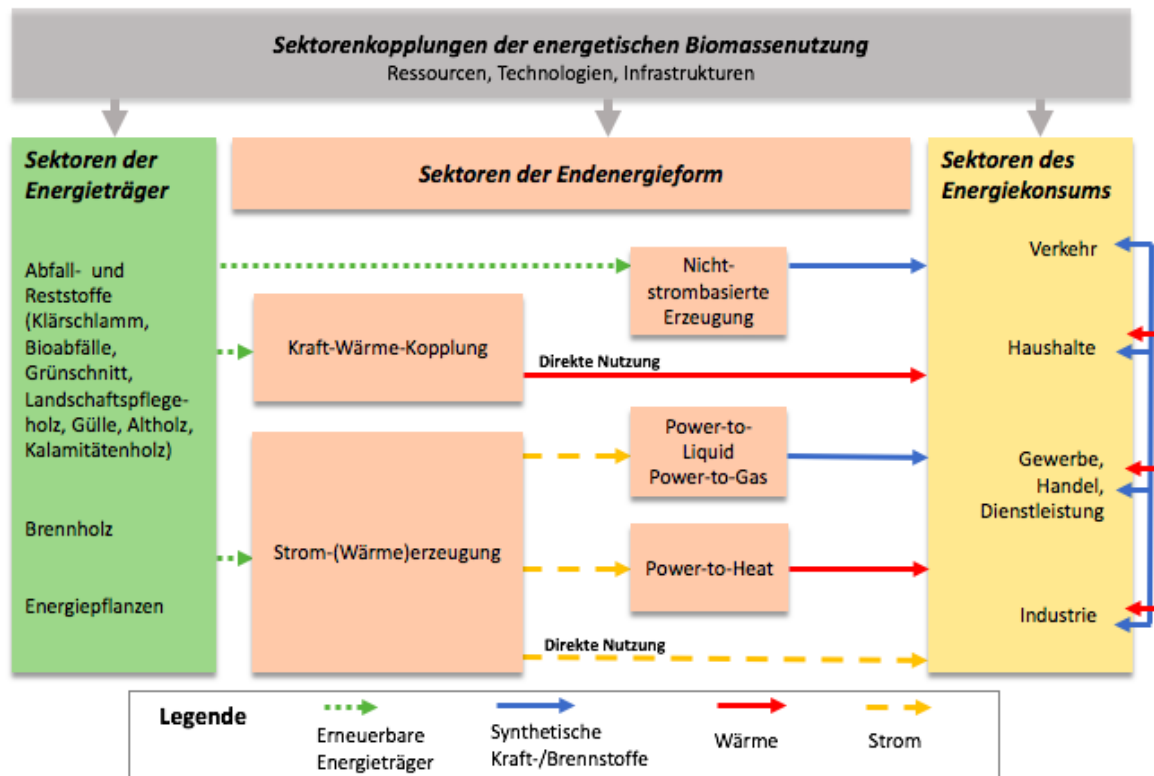 Sektorenkopplungen der energetischen Biomassenutzung
Ressourcen, Technologien, Infrastrukturen
Sektoren der
Energieträger
Abfall- und
Reststoffe
(Klärschlamm,
Bioabfälle,
Grünschnitt,
Landschaftspflege-
holz, Gülle, Altholz,
Kalamitätenholz)
Brennholz
Energiepflanzen
Sektoren der Endenergieform
Nicht-
strombasierte
Erzeugung
Kraft-Wärme-Kopplung
Direkte Nutzung
Power-to-
Liquid
Power-to-Gas
Strom-(Wärme)erzeugung
Power-to-Heat
Direkte Nutzung
Sektoren des
Energiekonsums
Verkehr
Haushalte
Gewerbe,
Handel,
Dienstleistung
Industrie
Legende
Erneuerbare
Energieträger
Synthetische
Kraft-/Brennstoffe
Wärme
Strom